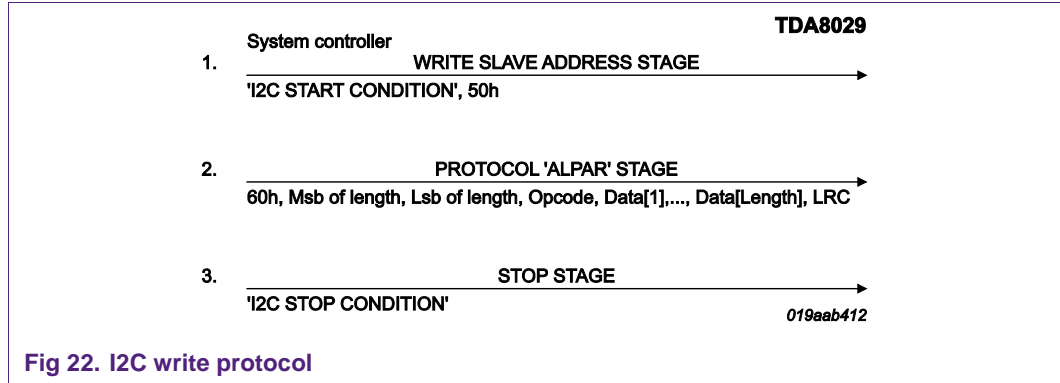 TDA8029
System controller
1. WRITE SLAVE ADDRESS STAGE
'I2C START CONDITION', 50h
2. PROTOCOL 'ALPAR' STAGE
60h, Msb of length, Lsb of length, Opcode, Data[1],..., Data[Length], LRC
3. STOP STAGE
'I2C STOP CONDITION'
019aab412
Fig 22. I2C write protocol